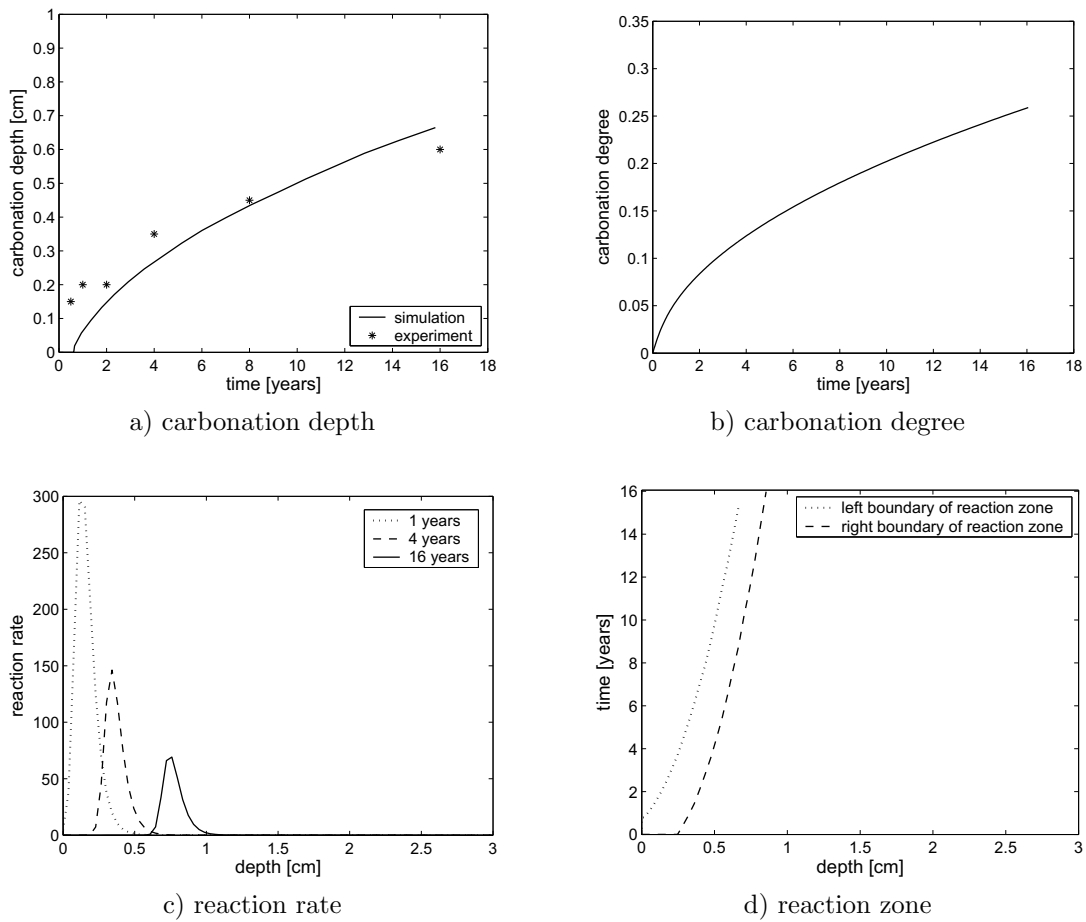 1
0.9
0.8
0.7
0.6
0.5
0.4
0.3
0.2
0.1
0
carbonation depth [cm]
simulation
experiment
0 2 4 6 8 10 12 14 16 18
time [years]
a) carbonation depth
0.35
0.3
0.25
0.2
0.15
0.1
0.05
0
carbonation degree
0 2 4 6 8 10 12 14 16 18
time [years]
b) carbonation degree
300
250
200
150
100
50
0
reaction rate
1 years
4 years
16 years
0 0.5 1 1.5 2 2.5 3
depth [cm]
c) reaction rate
16
14
12
10
8
6
4
2
0
time [years]
left boundary of reaction zone
right boundary of reaction zone
0 0.5 1 1.5 2 2.5 3
depth [cm]
d) reaction zone